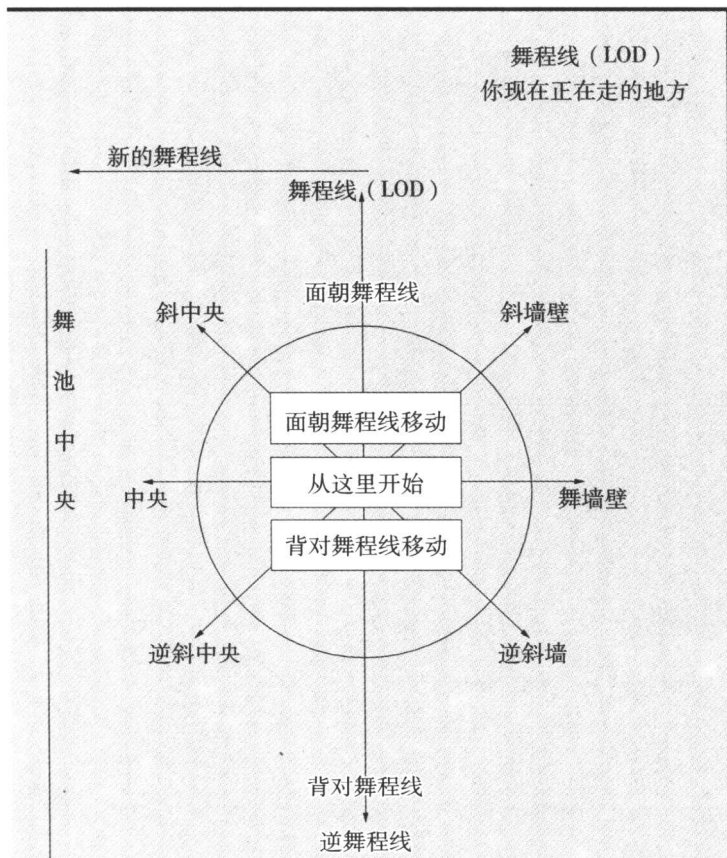 舞程线（LOD）
你现在正在走的地方
新的舞程线
舞程线（LOD）
面朝舞程线
斜中央
斜墙壁
舞池中央
面朝舞程线移动
从这里开始
中央
舞墙壁
背对舞程线移动
逆斜中央
逆斜墙
背对舞程线
逆舞程线